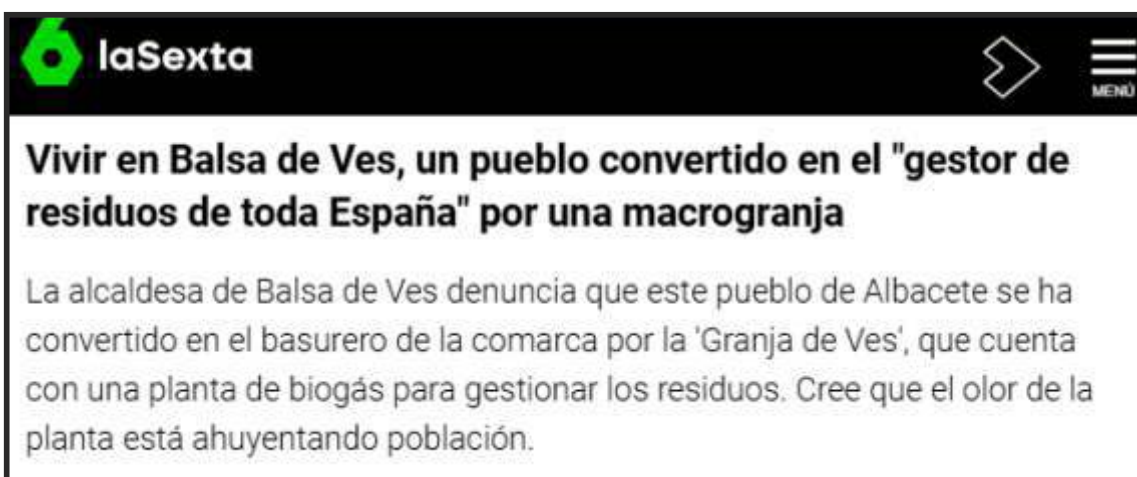 laSexta
MENÚ
Vivir en Balsa de Ves, un pueblo convertido en el "gestor de
residuos de toda España" por una macrogranja
La alcaldesa de Balsa de Ves denuncia que este pueblo de Albacete se ha
convertido en el basurero de la comarca por la 'Granja de Ves', que cuenta
con una planta de biogás para gestionar los residuos. Cree que el olor de la
planta está ahuyentando población.